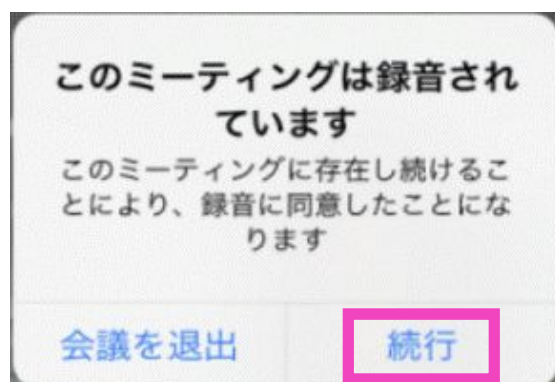 このミーティングは録音され
ています
このミーティングに存在し続けるこ
とにより、録音に同意したことにな
ります
会議を退出
続行